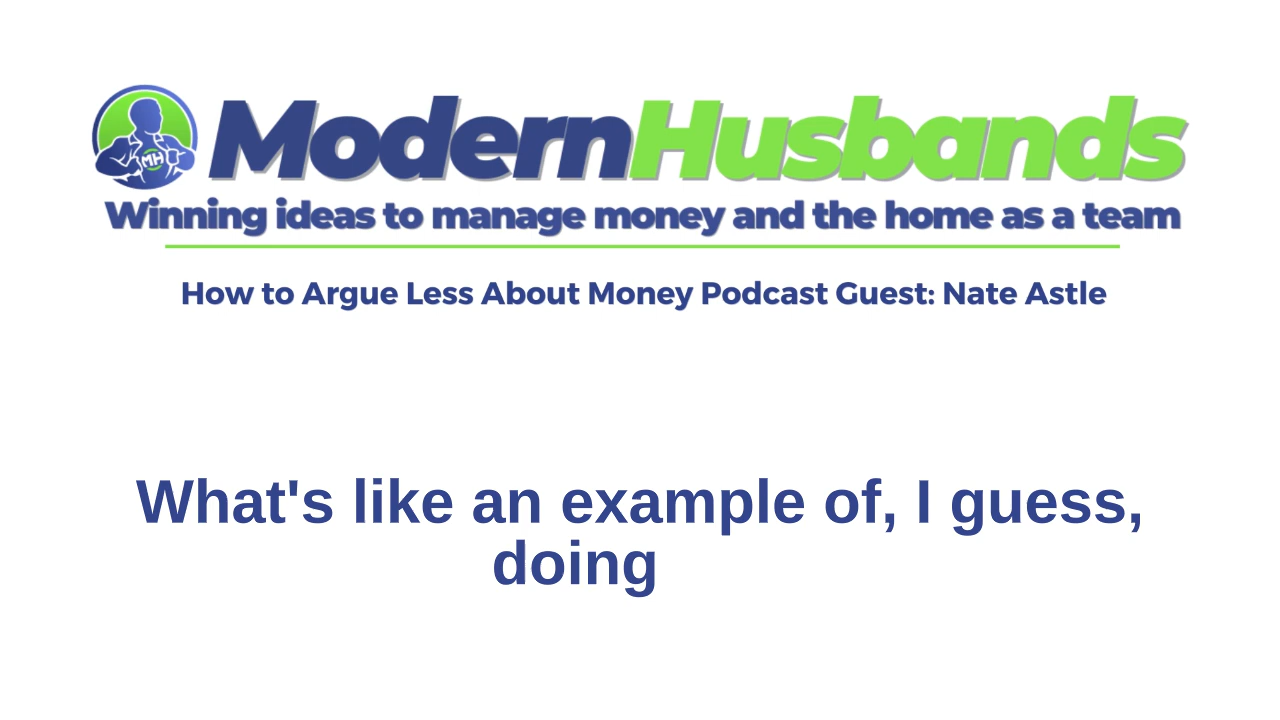 MH
ModernHusbands
Winning ideas to manage money and the home as a team
How to Argue Less About Money Podcast Guest: Nate Astle
What's like an example of, I guess,
doing